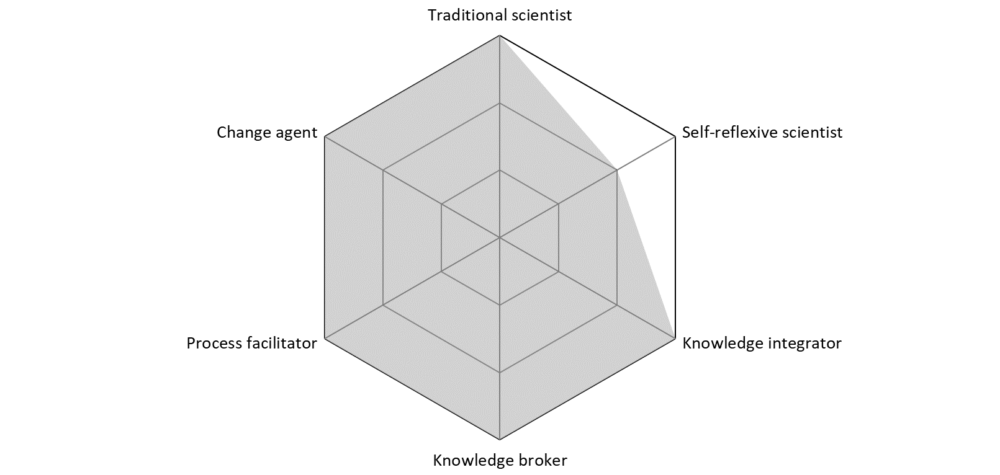 Traditional scientist
Change agent
Self-reflexive scientist
Process facilitator
Knowledge integrator
Knowledge broker